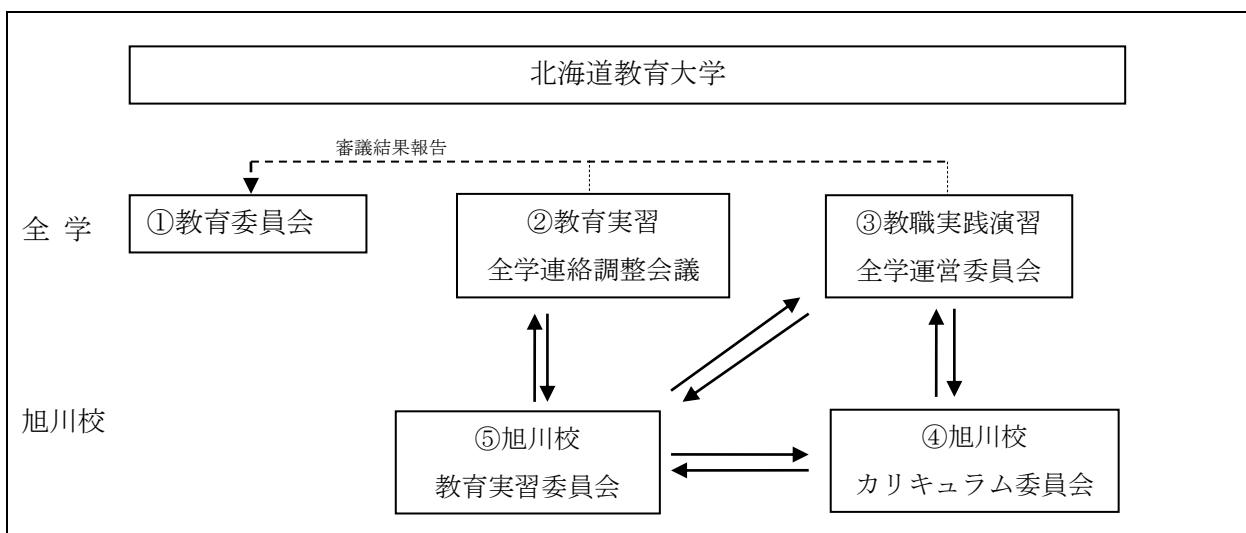 北海道教育大学
審議結果報告
全 学
①教育委員会
②教育実習
全学連絡調整会議
③教職実践演習
全学運営委員会
旭川校
⑤旭川校
教育実習委員会
④旭川校
カリキュラム委員会